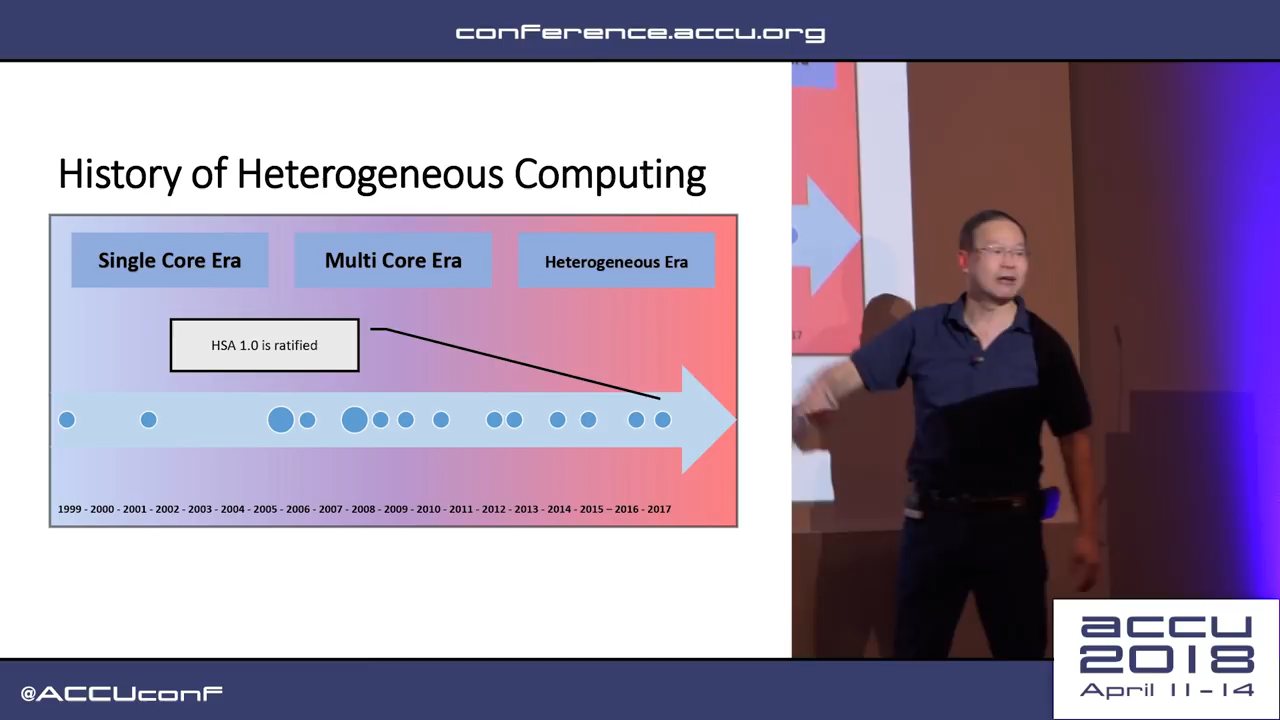 conference.accu.org
History of Heterogeneous Computing
Single Core Era
Multi Core Era
Heterogeneous Era
HSA 1.0 is ratified
1999 - 2000 - 2001 - 2002 - 2003 - 2004 - 2005 - 2006 - 2007 - 2008 - 2009 - 2010 - 2011 - 2012 - 2013 - 2014 - 2015 – 2016 - 2017
@ACCUconf
accu
2018
April 11-14